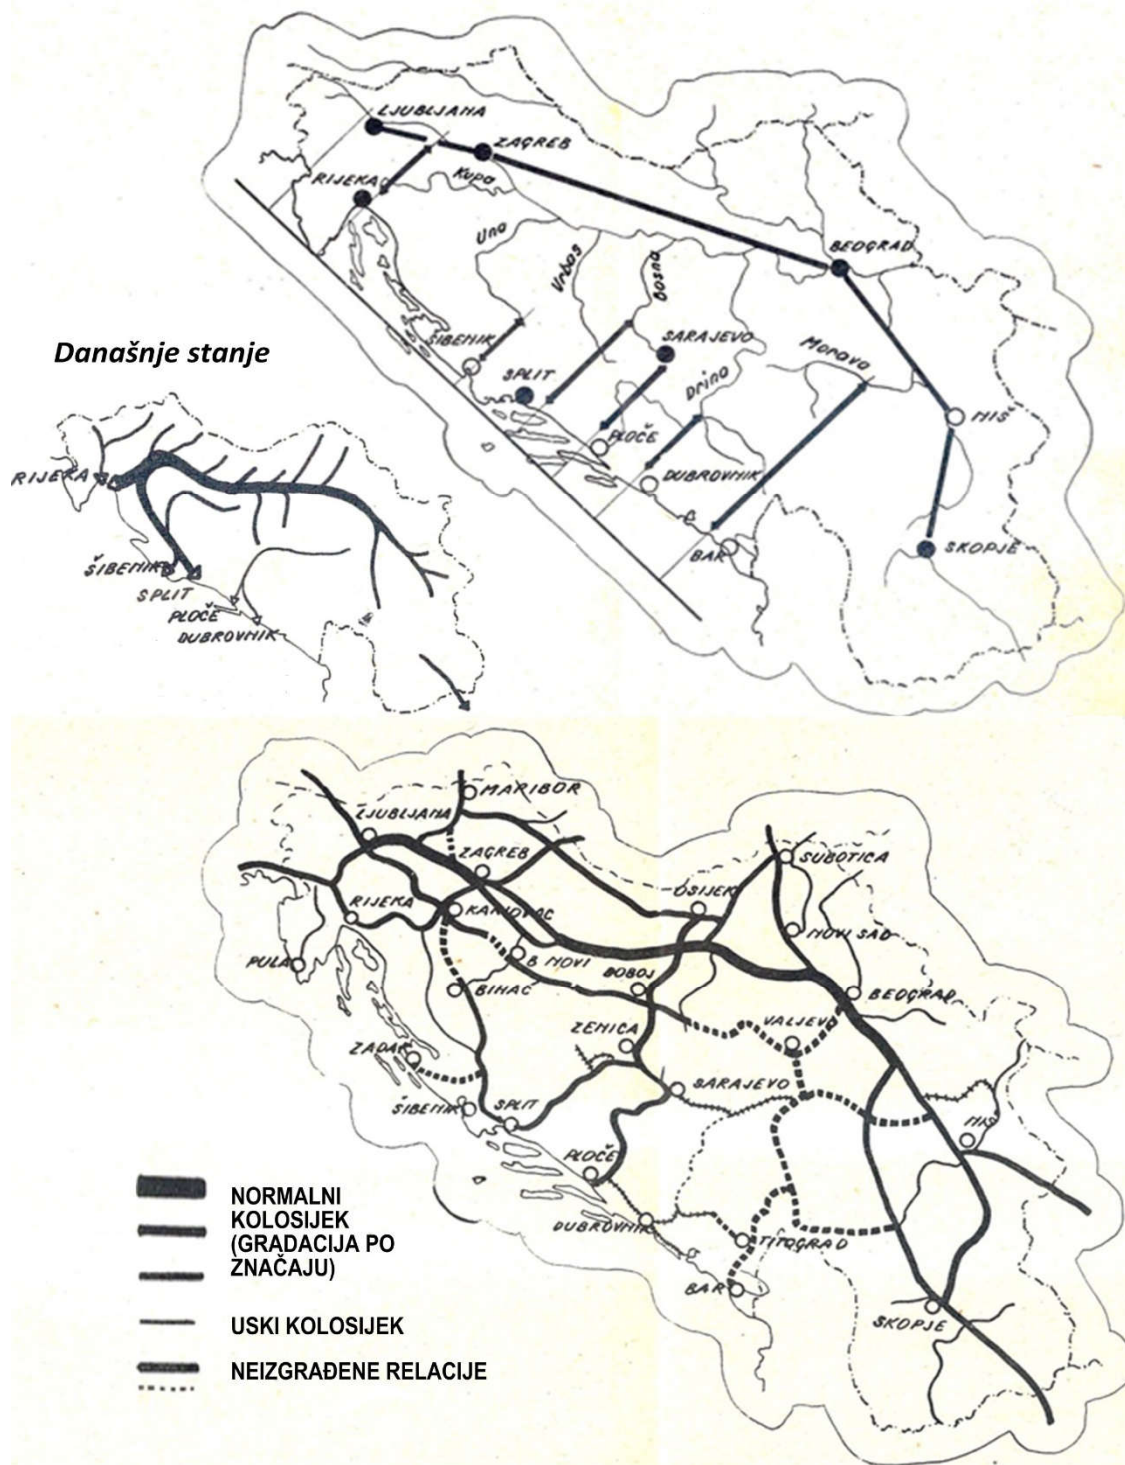 LJUBLJANA
ZAGREB
RIJEKA
Kupa
Una
Vrbas
Bosna
BEOGRAD
ŠIBENIK
SARAJEVO
Morava
SPLIT
Drina
NIŠ
PLOČE
DUBROVNIK
BAR
SKOPJE
Današnje stanje
RIJEKA
ŠIBENIK
SPLIT
PLOČE
DUBROVNIK
MARIBOR
LJUBLJANA
ZAGREB
SUBOTICA
OSIJEK
RIJEKA
KARLOVAC
NOVI SAD
PULA
B NOVI
DOBOJ
BIHAĆ
BEOGRAD
ZENICA
VALJEVO
ZADAR
SARAJEVO
ŠIBENIK
SPLIT
NIŠ
PLOČE
DUBROVNIK
TITOGRAD
BAR
SKOPJE
NORMALNI
KOLOSIJEK
(GRADACIJA PO
ZNAČAJU)
USKI KOLOSIJEK
NEIZGRAĐENE RELACIJE